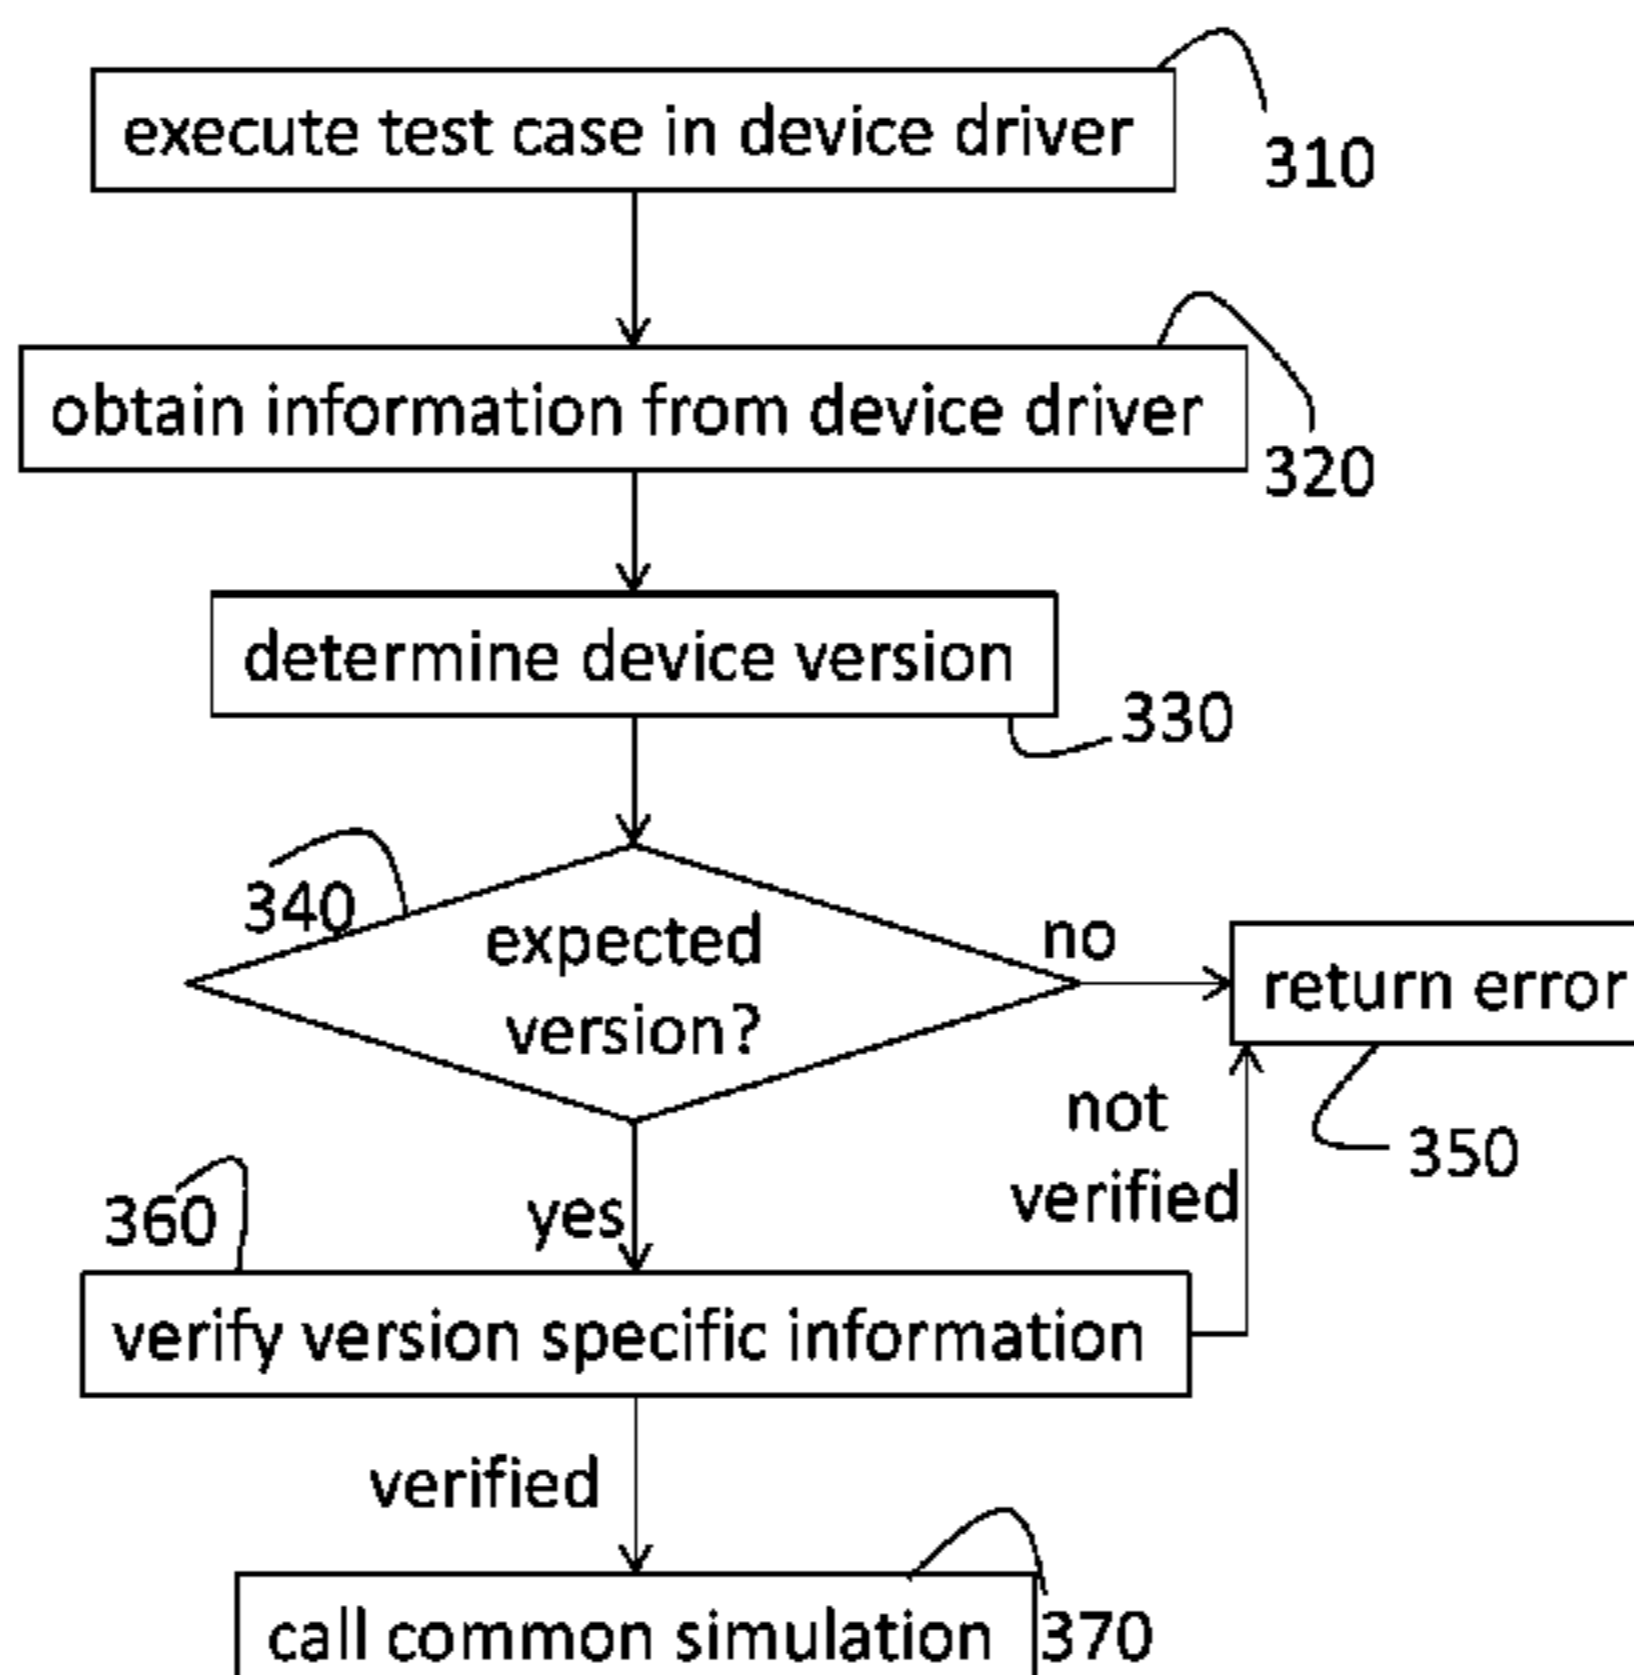 execute test case in device driver
310
obtain information from device driver
320
determine device version
330
340
expected
version?
no
return error
350
not
verified
yes
360
verify version specific information
verified
call common simulation
370